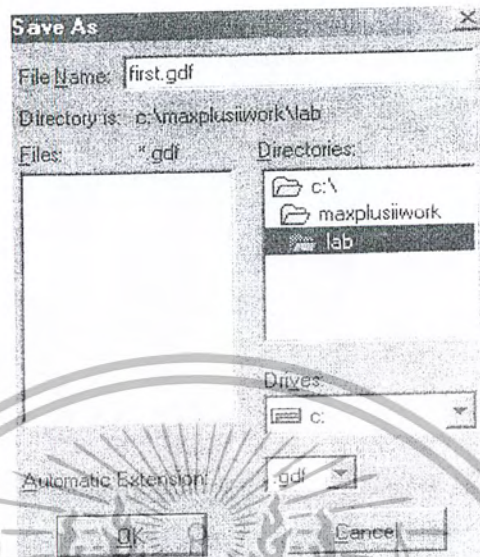 Save As
File Name: first.gdf
Directory is: c:\maxplusiiwork\lab
Files: *.gdf Directories:
c:\
maxplusiiwork
lab
Drives:
c:
Automatic Extension: .gdf
OK Cancel